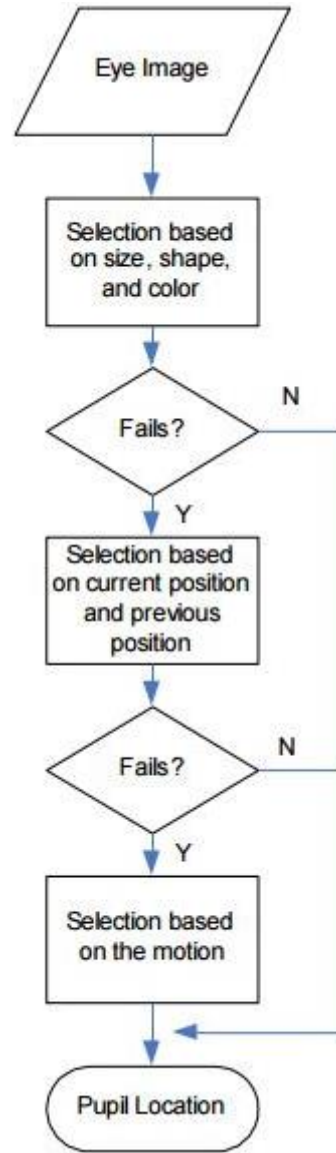 Eye Image
Selection based
on size, shape,
and color
Fails?
N
Y
Selection based
on current position
and previous
position
Fails?
N
Y
Selection based
on the motion
Pupil Location